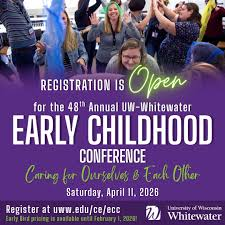 REGISTRATION IS Open
for the 48th Annual UW-Whitewater
EARLY CHILDHOOD
CONFERENCE
Caring for Ourselves & Each Other
Saturday, April 11, 2026
Register at uww.edu/ce/ecc
Early Bird pricing is available until February 1, 2026!
University of Wisconsin
Whitewater